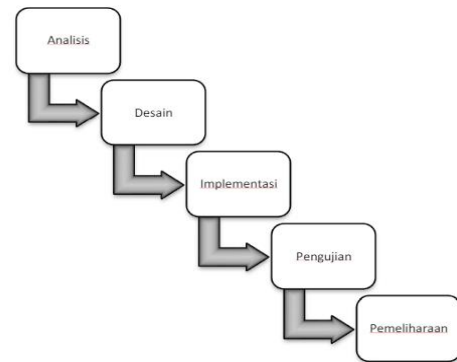 Analisis
Desain
Implementasi
Pengujian
Pemeliharaan